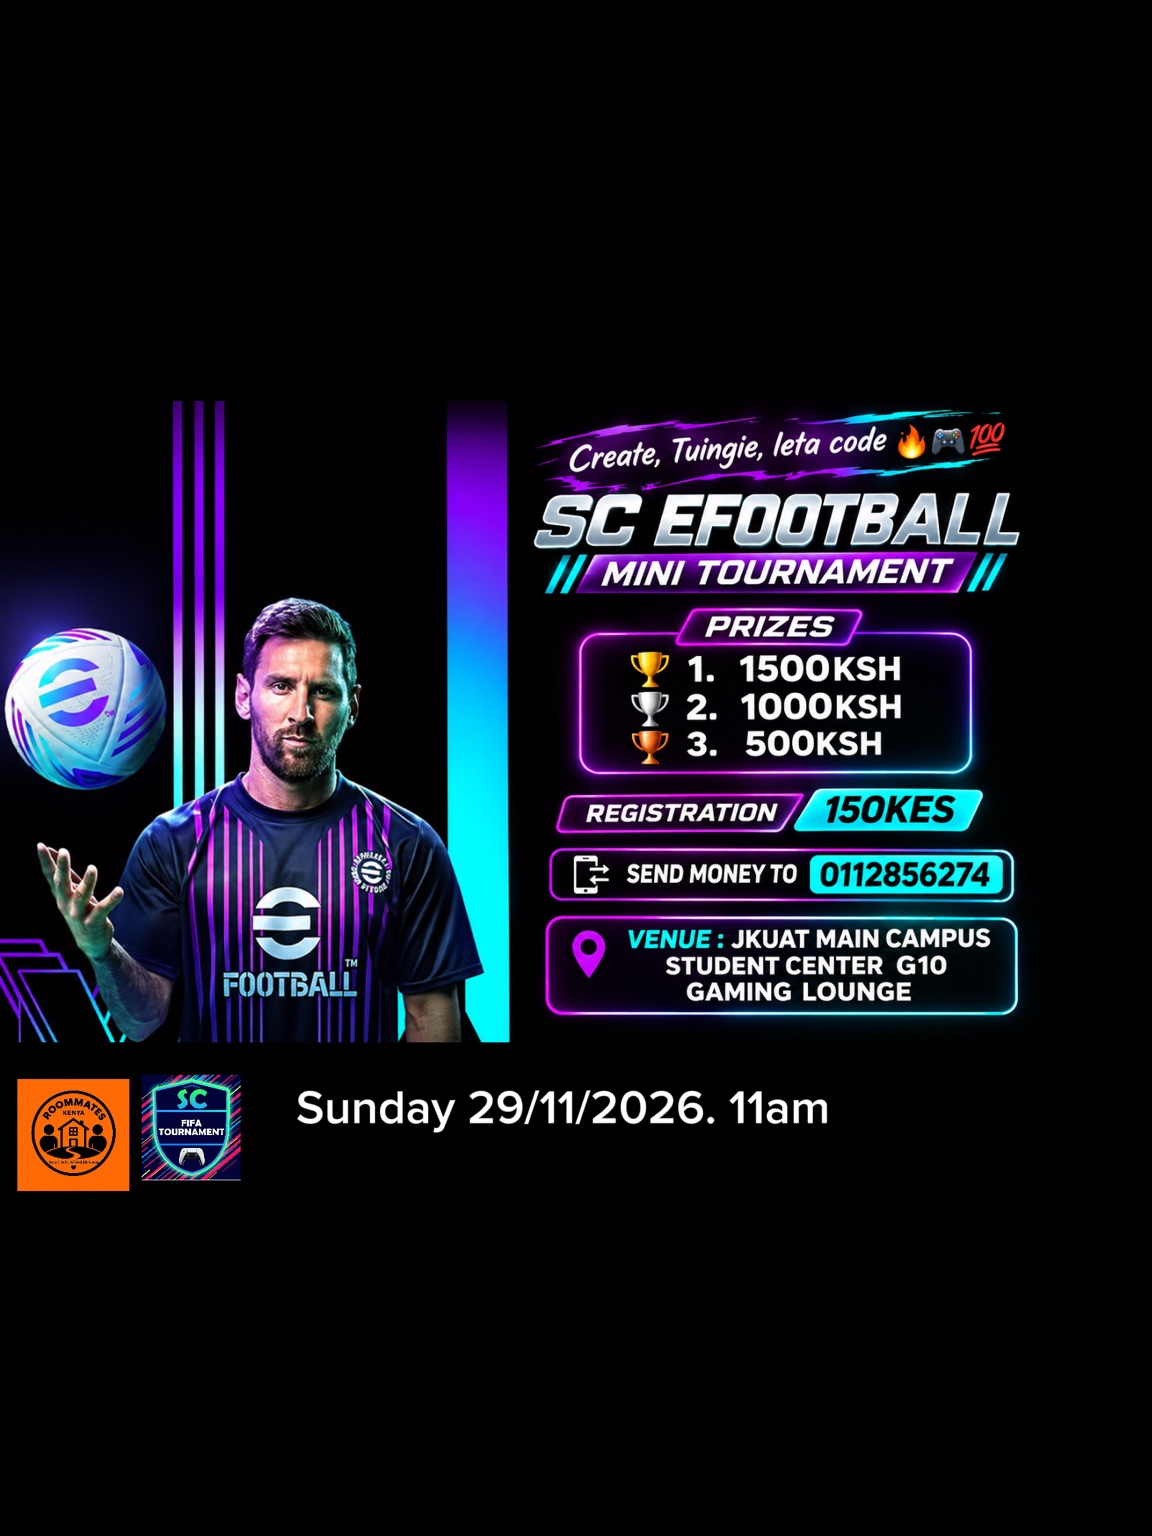 Create, Tuingie, leta code 🔥🎮💯
SC EFOOTBALL
MINI TOURNAMENT
PRIZES
1. 1500KSH
2. 1000KSH
3. 500KSH
REGISTRATION 150KES
SEND MONEY TO 0112856274
VENUE : JKUAT MAIN CAMPUS
STUDENT CENTER G10
GAMING LOUNGE
FOOTBALL™
ROOMMATES
KENYA
SC
FIFA
TOURNAMENT
Sunday 29/11/2026. 11am